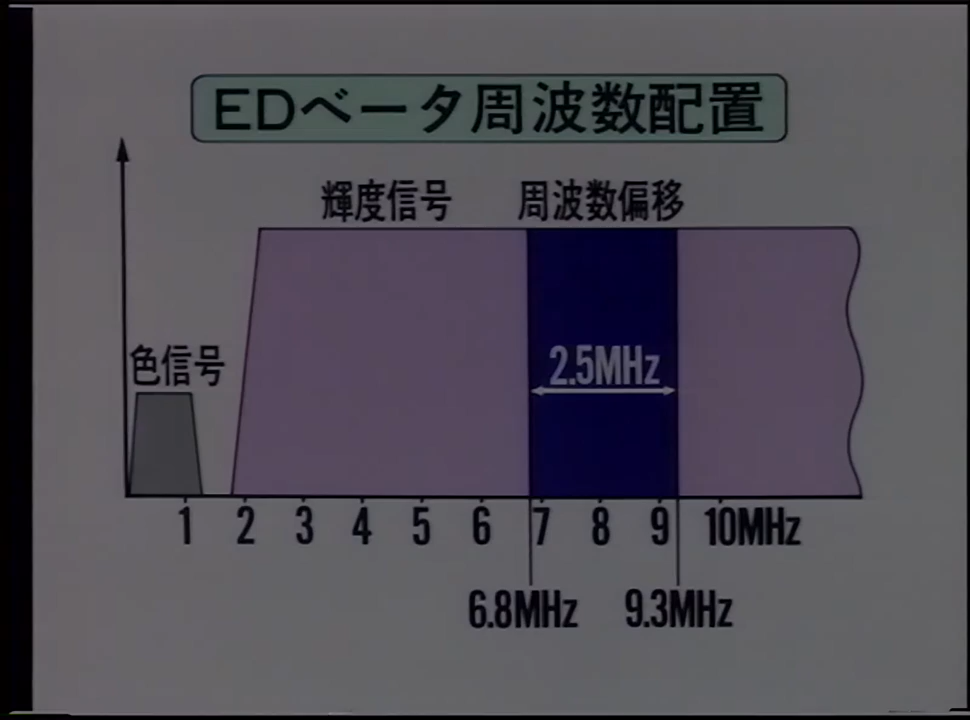 EDベータ周波数配置
輝度信号 周波数偏移
色信号
2.5MHz
1 2 3 4 5 6 7 8 9 10MHz
6.8MHz 9.3MHz